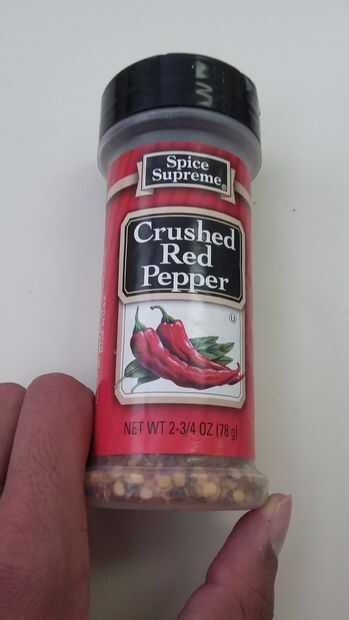 Spice
Supreme®
Crushed
Red
Pepper
U
NET WT 2-3/4 OZ (78 g)